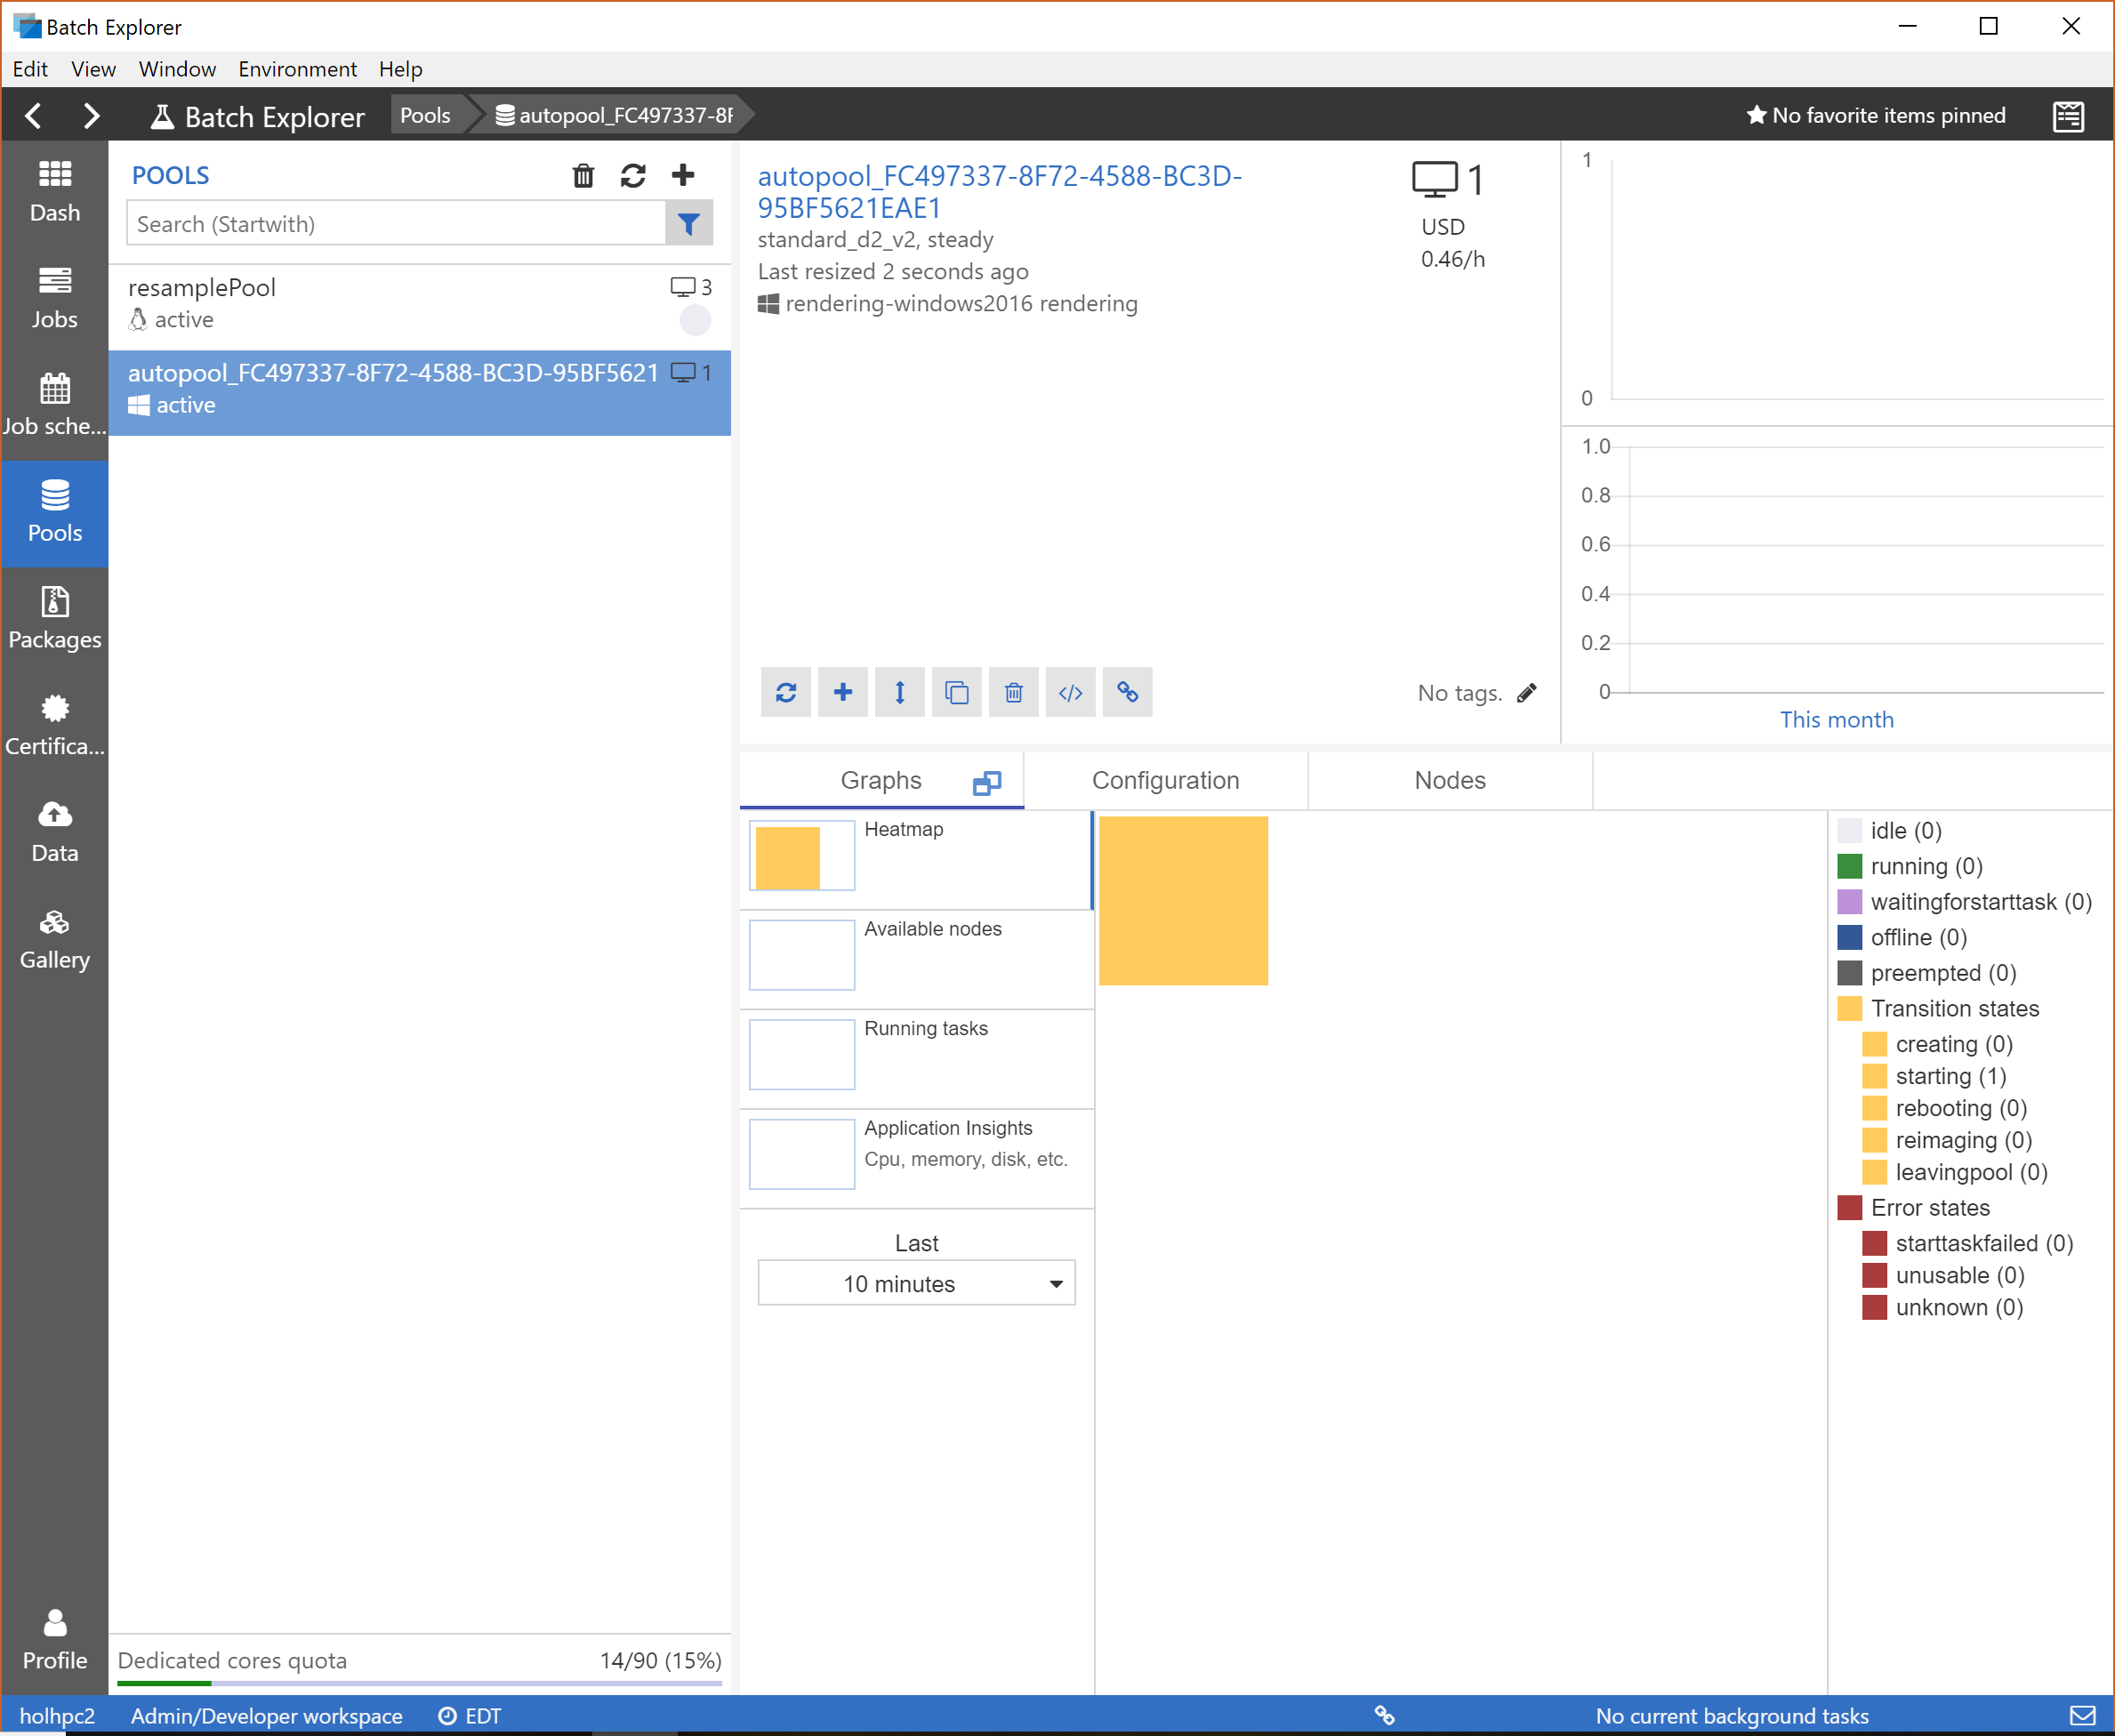 Batch Explorer
Edit View Window Environment Help
Batch Explorer Pools autopool_FC497337-8F
No favorite items pinned
Dash
Jobs
Job sche...
Pools
Packages
Certifica...
Data
Gallery
Profile
POOLS
Search (Startwith)
resamplePool 3
active
autopool_FC497337-8F72-4588-BC3D-95BF5621 1
active
Dedicated cores quota 14/90 (15%)
autopool_FC497337-8F72-4588-BC3D-
95BF5621EAE1
standard_d2_v2, steady
Last resized 2 seconds ago
rendering-windows2016 rendering
1
USD
0.46/h
No tags.
1
0
1.0
0.8
0.6
0.4
0.2
0
This month
Graphs Configuration Nodes
Heatmap
Available nodes
Running tasks
Application Insights
Cpu, memory, disk, etc.
Last
10 minutes
idle (0)
running (0)
waitingforstarttask (0)
offline (0)
preempted (0)
Transition states
creating (0)
starting (1)
rebooting (0)
reimaging (0)
leavingpool (0)
Error states
starttaskfailed (0)
unusable (0)
unknown (0)
holhpc2 Admin/Developer workspace EDT No current background tasks